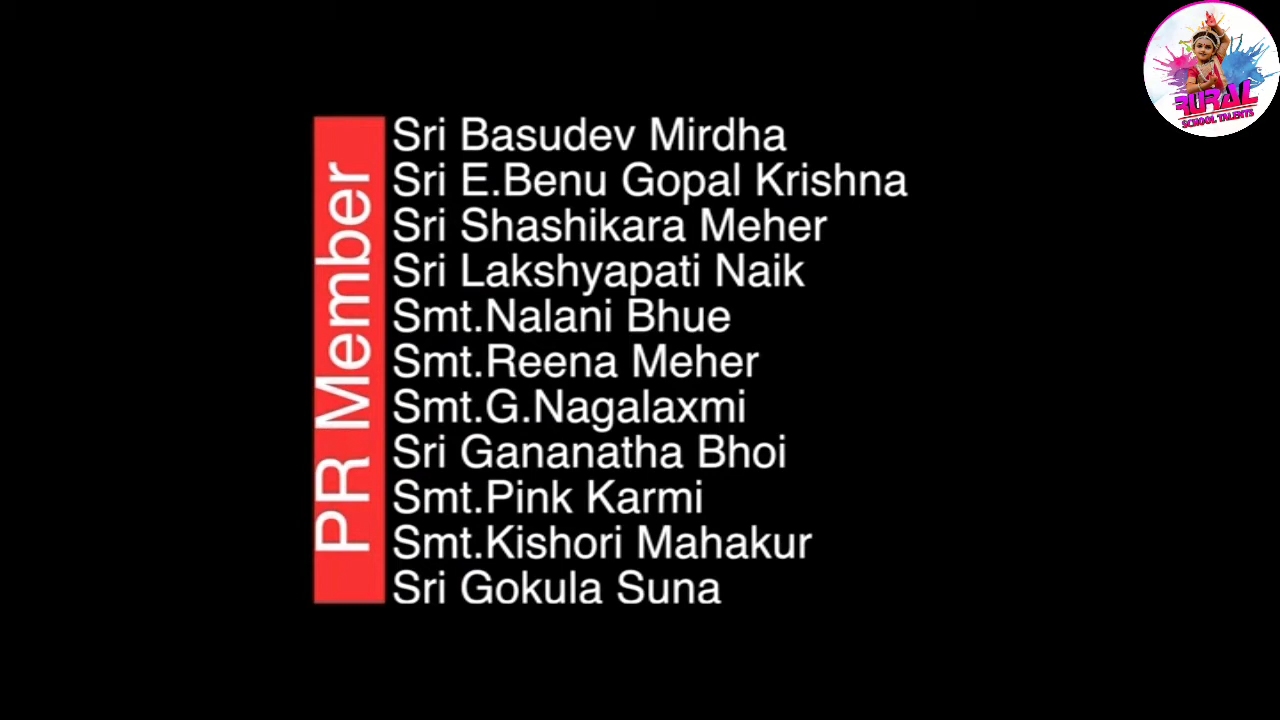 PR Member
Sri Basudev Mirdha
Sri E.Benu Gopal Krishna
Sri Shashikara Meher
Sri Lakshyapati Naik
Smt.Nalani Bhue
Smt.Reena Meher
Smt.G.Nagalaxmi
Sri Gananatha Bhoi
Smt.Pink Karmi
Smt.Kishori Mahakur
Sri Gokula Suna
RURAL
SCHOOL TALENTS